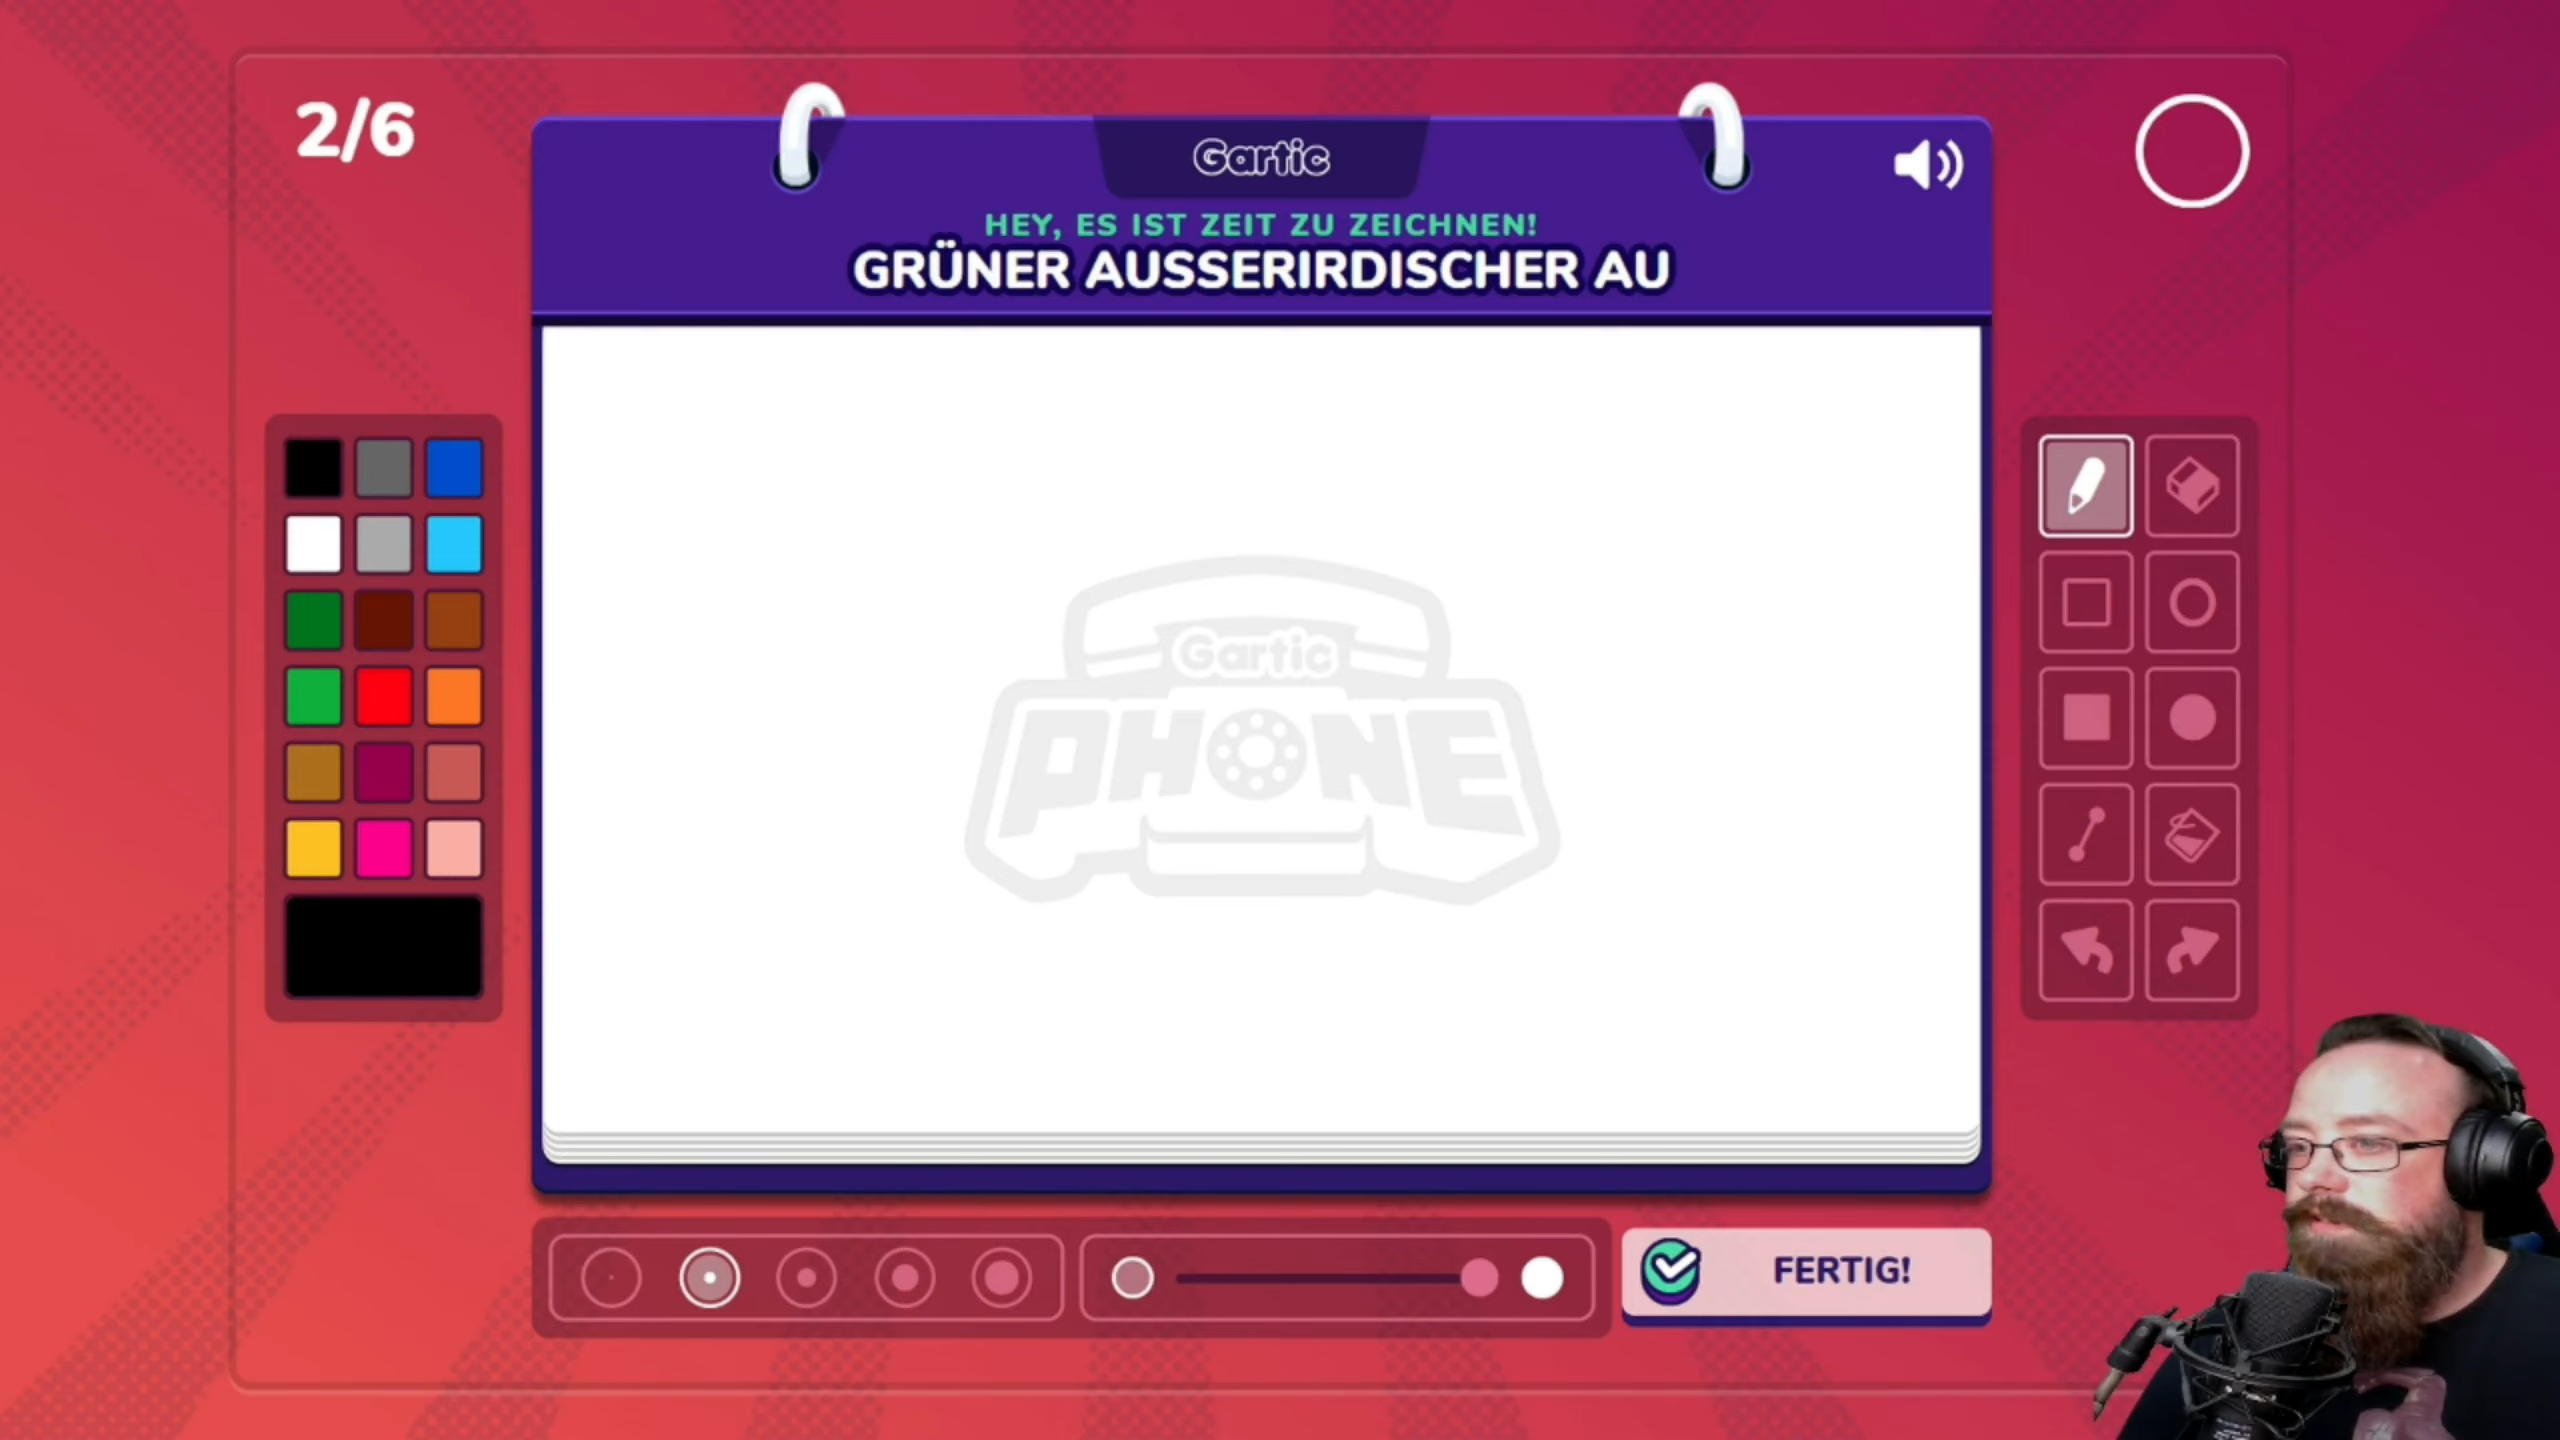 2/6
Gartic
HEY, ES IST ZEIT ZU ZEICHNEN!
GRÜNER AUSSERIRDISCHER AU
Gartic
PHONE
FERTIG!